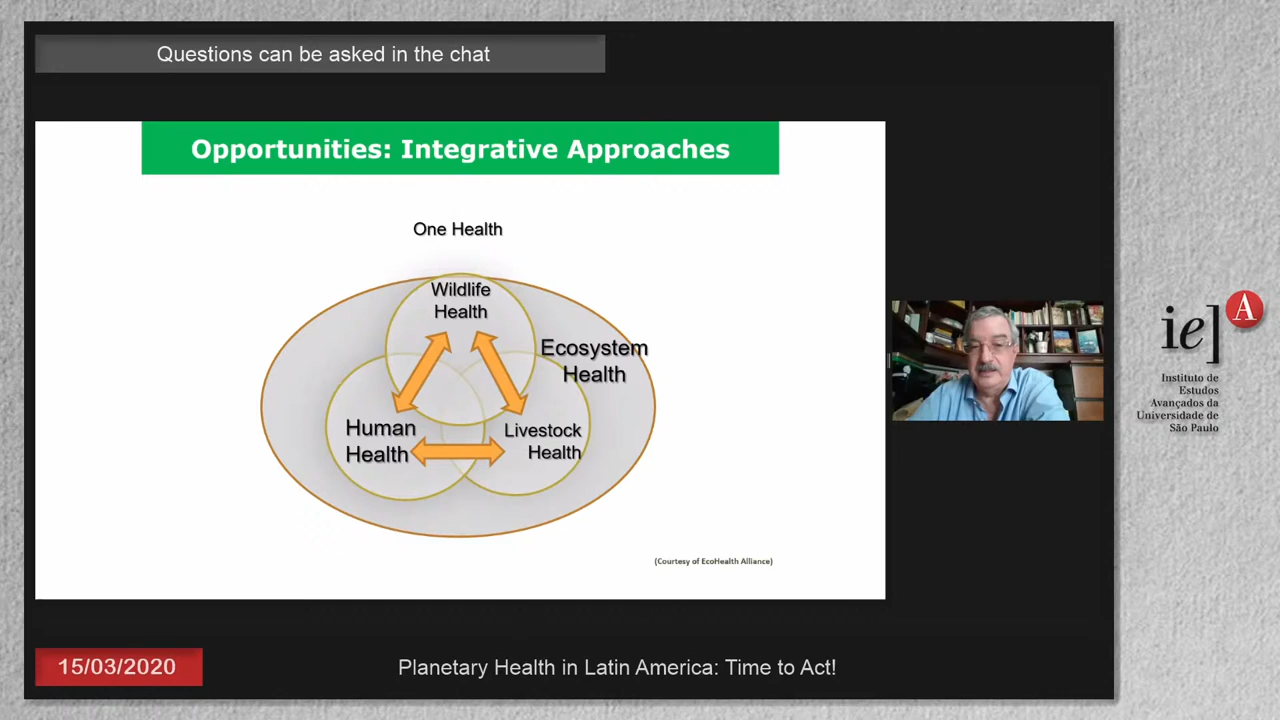 Questions can be asked in the chat
Opportunities: Integrative Approaches
One Health
Wildlife
Health
Ecosystem
Health
Human
Health
Livestock
Health
(Courtesy of EcoHealth Alliance)
ie]
A
Instituto de
Estudos
Avançados da
Universidade de
São Paulo
15/03/2020
Planetary Health in Latin America: Time to Act!